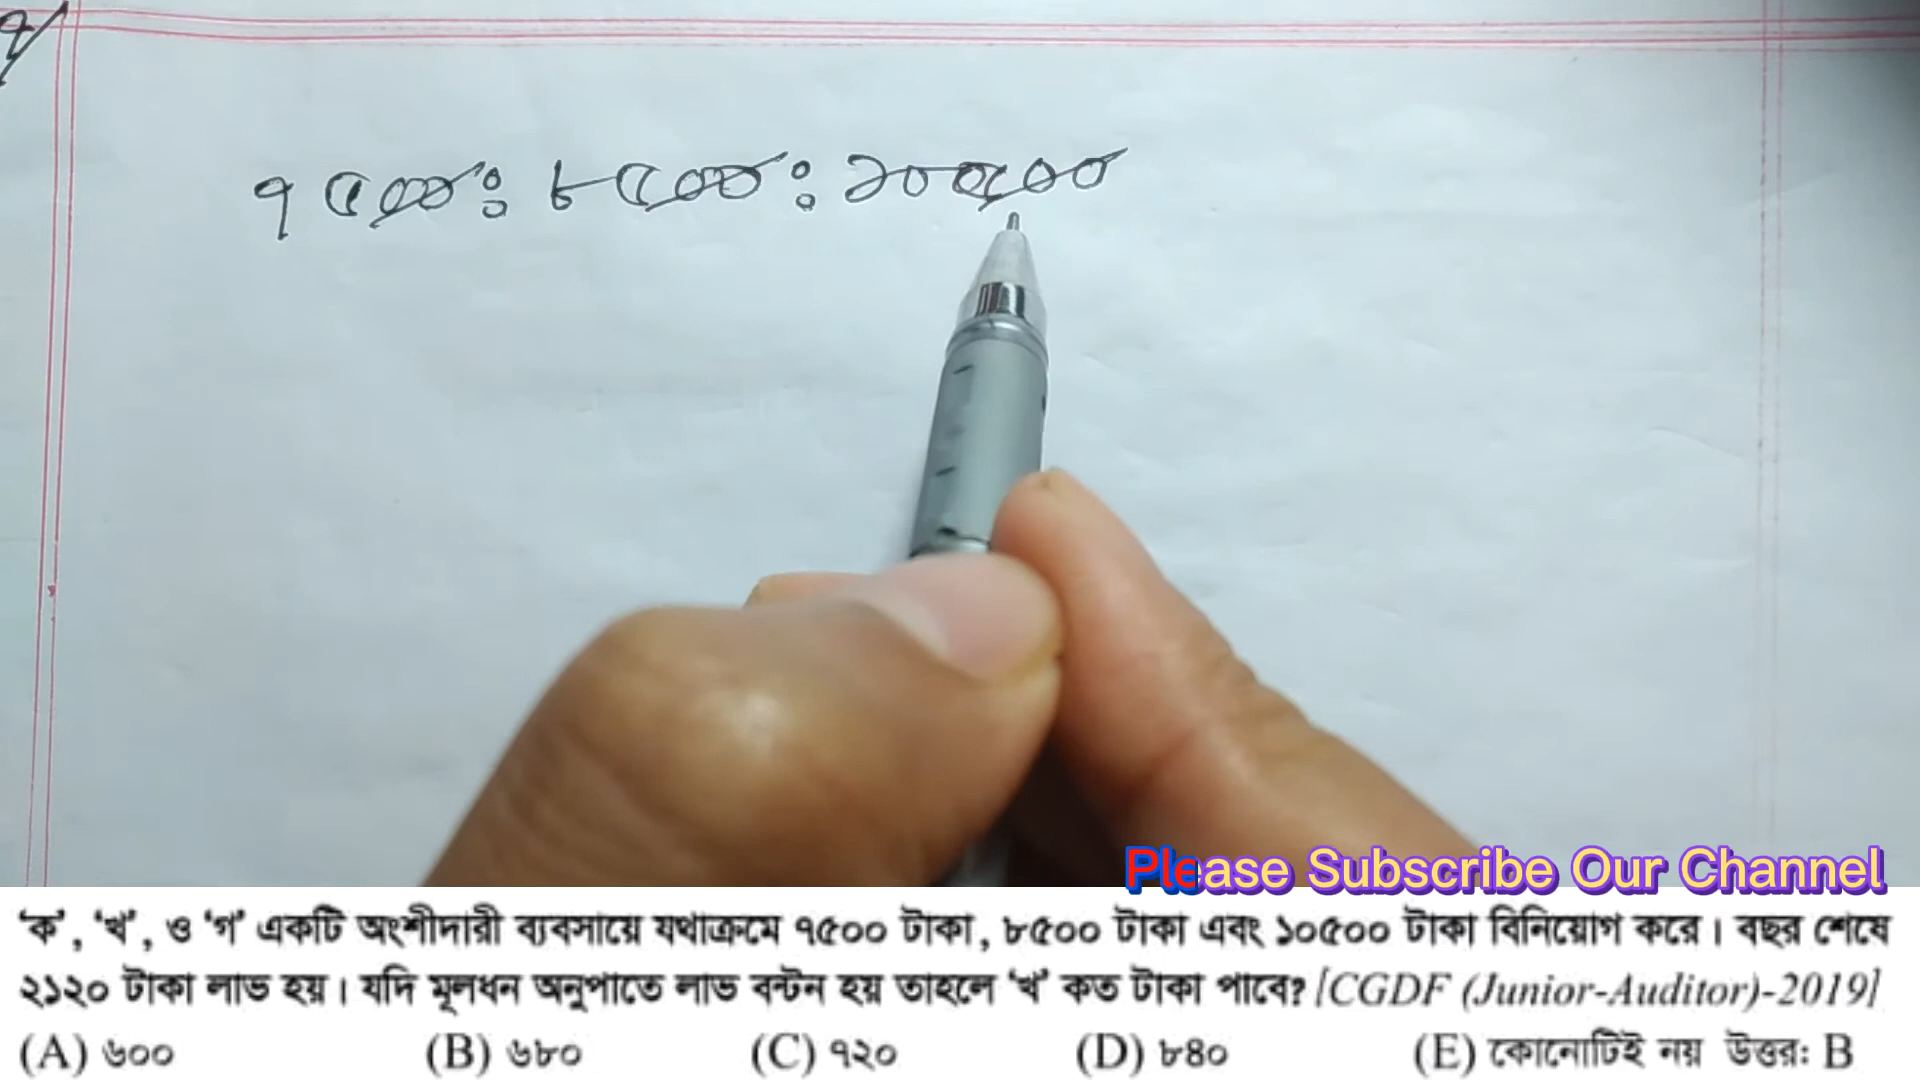 ৭৫০০ : ৮৫০০ : ১০৫০০
Please Subscribe Our Channel
‘ক’, ‘খ’, ও ‘গ’ একটি অংশীদারী ব্যবসায়ে যথাক্রমে ৭৫০০ টাকা, ৮৫০০ টাকা এবং ১০৫০০ টাকা বিনিয়োগ করে। বছর শেষে
২১২০ টাকা লাভ হয়। যদি মূলধন অনুপাতে লাভ বন্টন হয় তাহলে ‘খ’ কত টাকা পাবে? [CGDF (Junior-Auditor)-2019]
(A) ৬০০ (B) ৬৮০ (C) ৭২০ (D) ৮৪০ (E) কোনোটিই নয় উত্তর: B